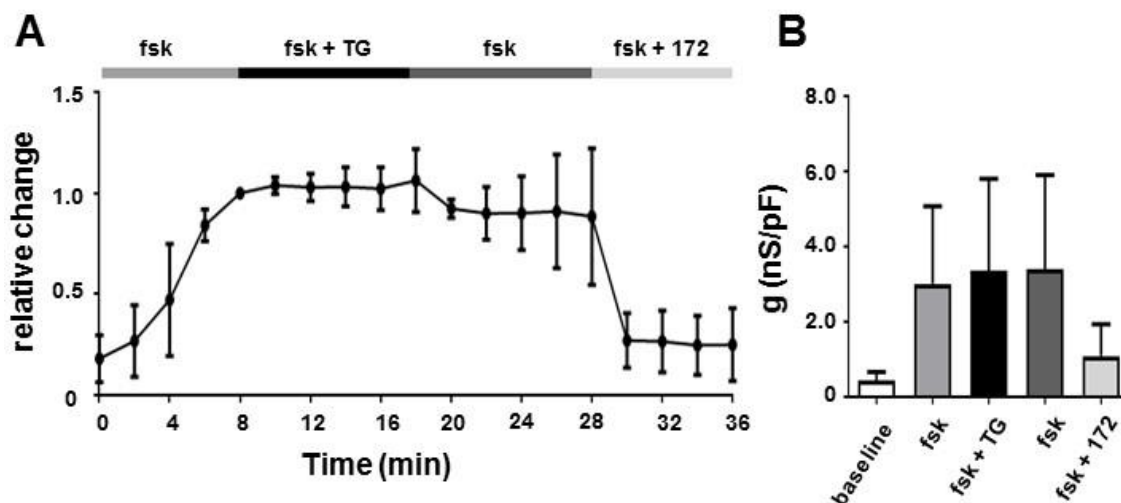 A
fsk
fsk + TG
fsk
fsk + 172
relative change
1.5
1.0
0.5
0
0
4
8
12
16
20
24
28
32
36
Time (min)
B
g (nS/pF)
8.0
6.0
4.0
2.0
0
baseline
fsk
fsk + TG
fsk
fsk + 172